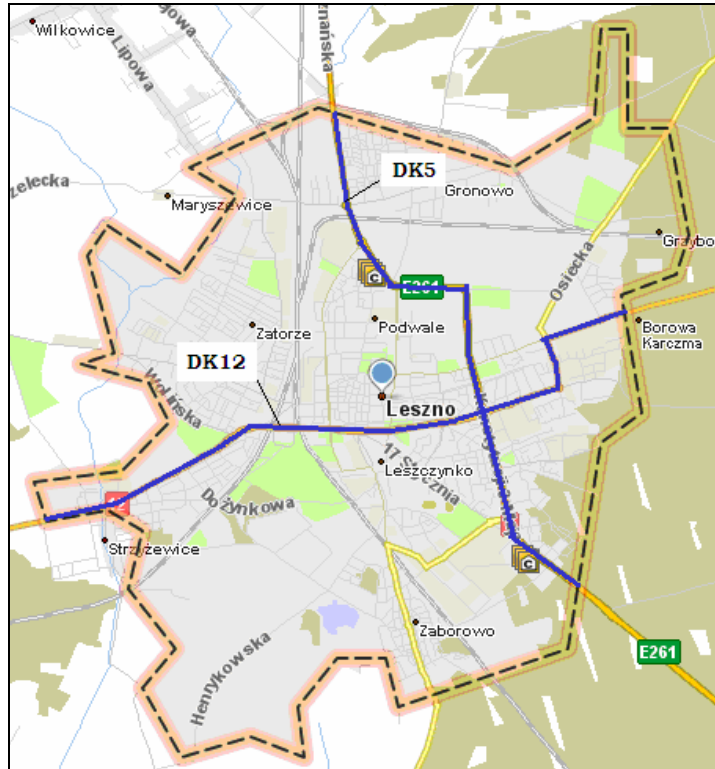 Wilkowice
Lipowa
DK5
Gronowo
Maryszewice
Grzybo
E261
Osiecka
Zatorze
Podwale
Borowa
Karczma
DK12
Wolińska
Leszno
17 Stycznia
Leszczynko
Dożynkowa
Strzyżewice
Zaborowo
Henrykowska
E261